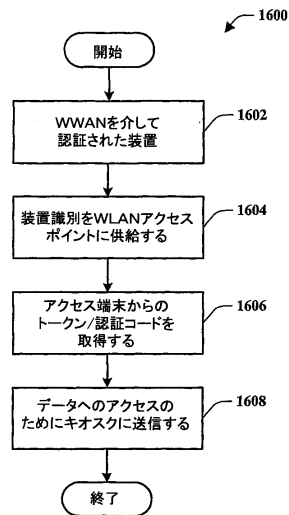 1600
開始
WWANを介して
認証された装置
1602
装置識別をWLANアクセス
ポイントに供給する
1604
アクセス端末からの
トークン/認証コードを
取得する
1606
データへのアクセスの
ためにキオスクに送信する
1608
終了